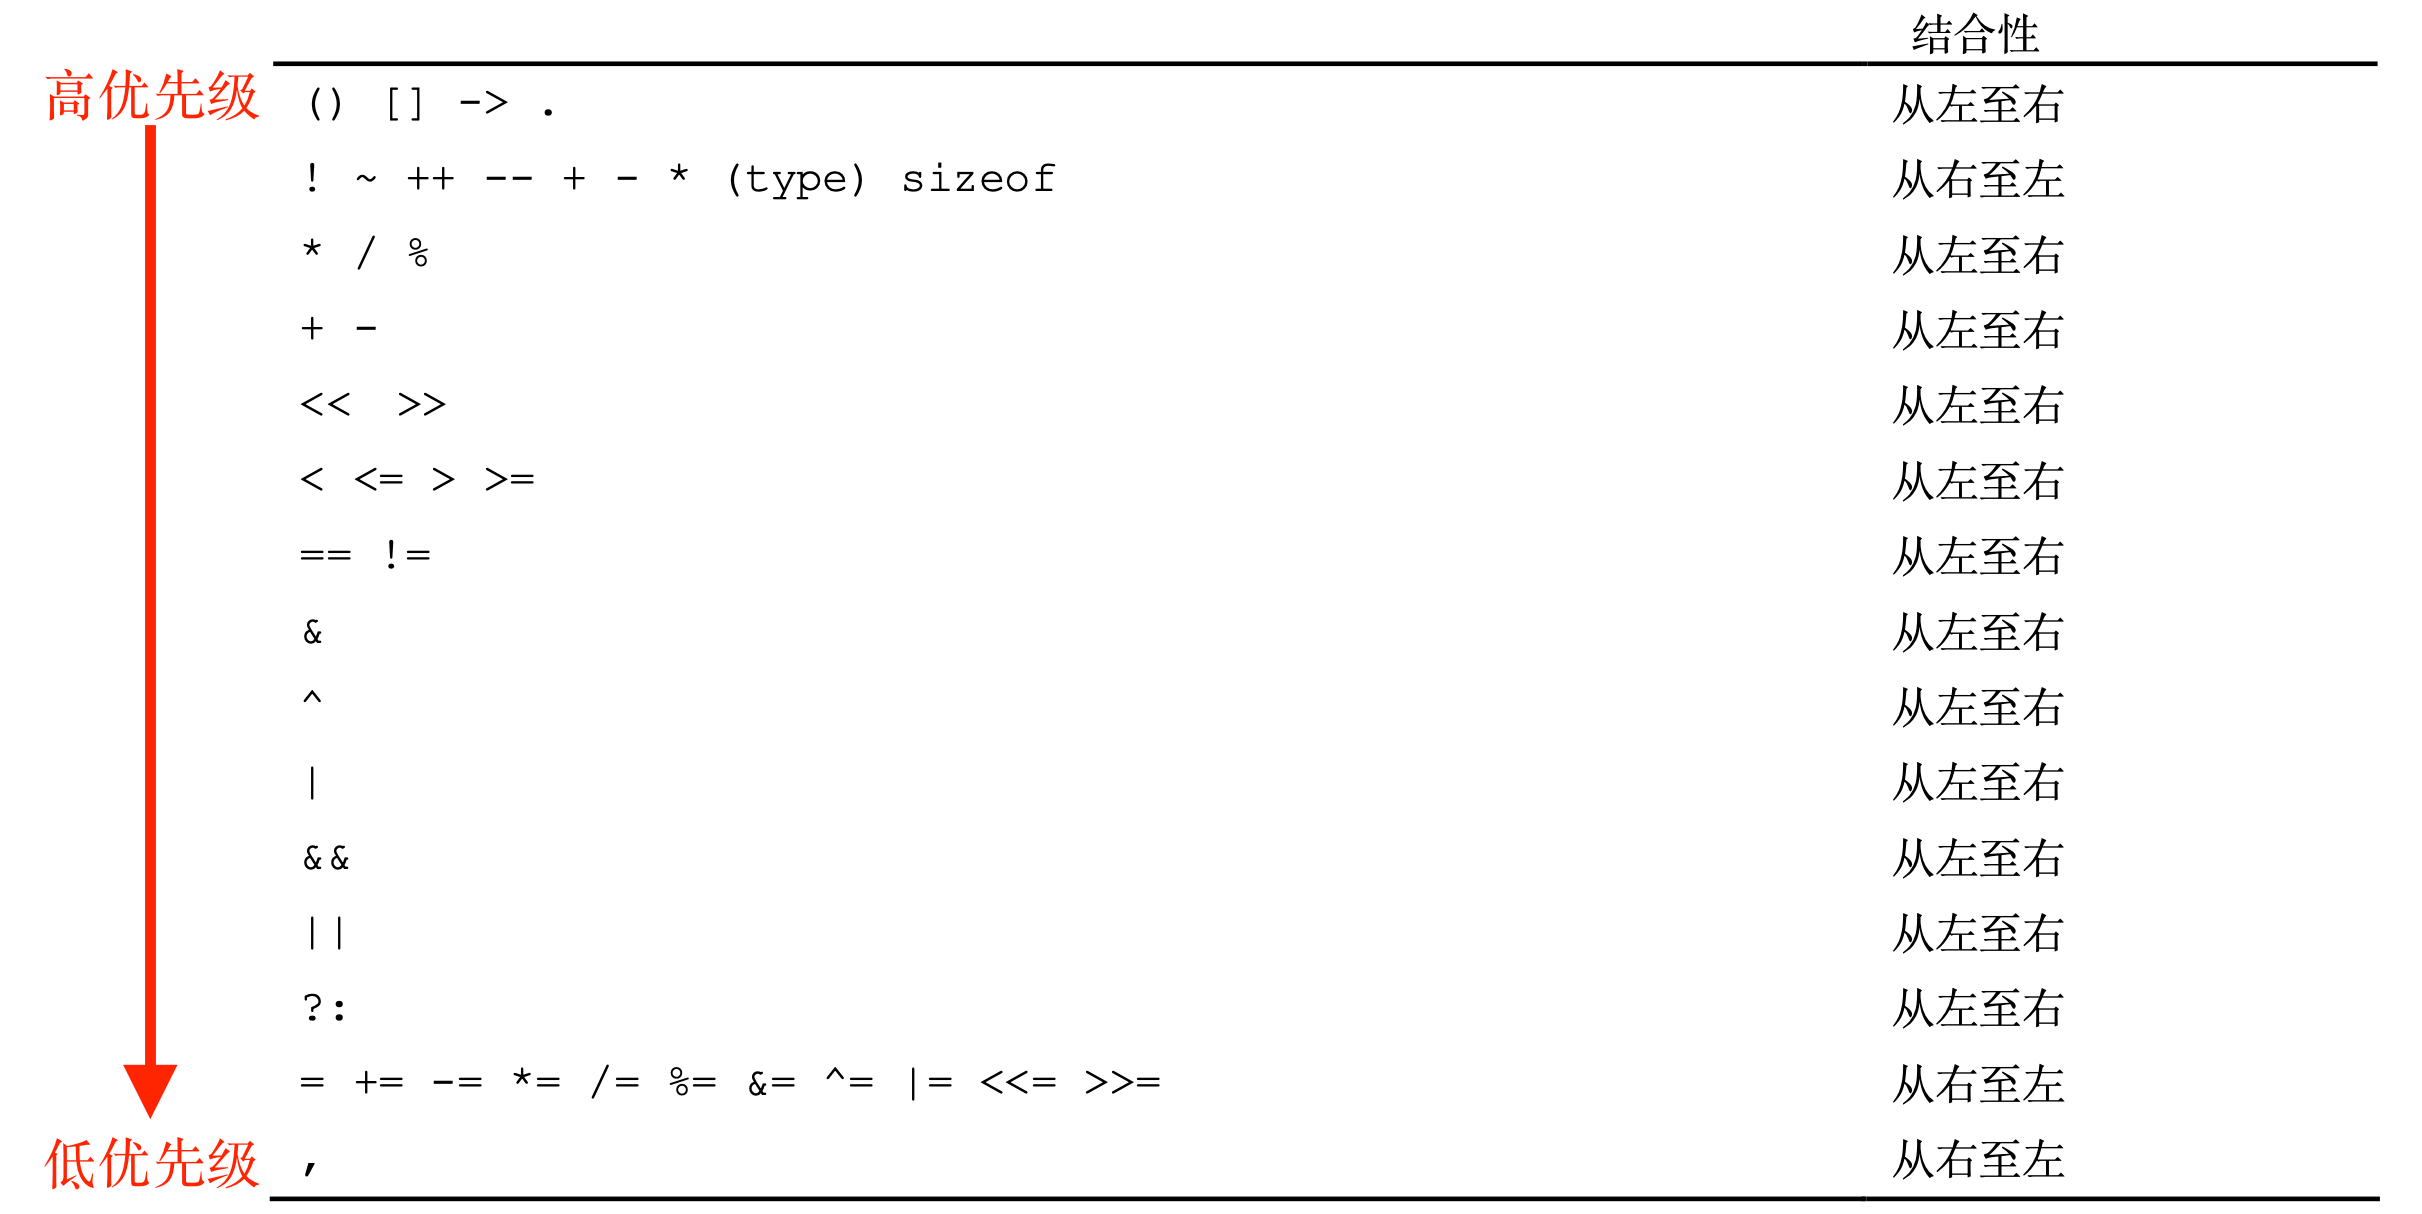 结合性
高优先级 () [] -> . 从左至右
! ~ ++ -- + - * (type) sizeof 从右至左
* / % 从左至右
+ - 从左至右
<< >> 从左至右
< <= > >= 从左至右
== != 从左至右
& 从左至右
^ 从左至右
| 从左至右
&& 从左至右
|| 从左至右
?: 从左至右
= += -= *= /= %= &= ^= |= <<= >>= 从右至左
低优先级 , 从右至左